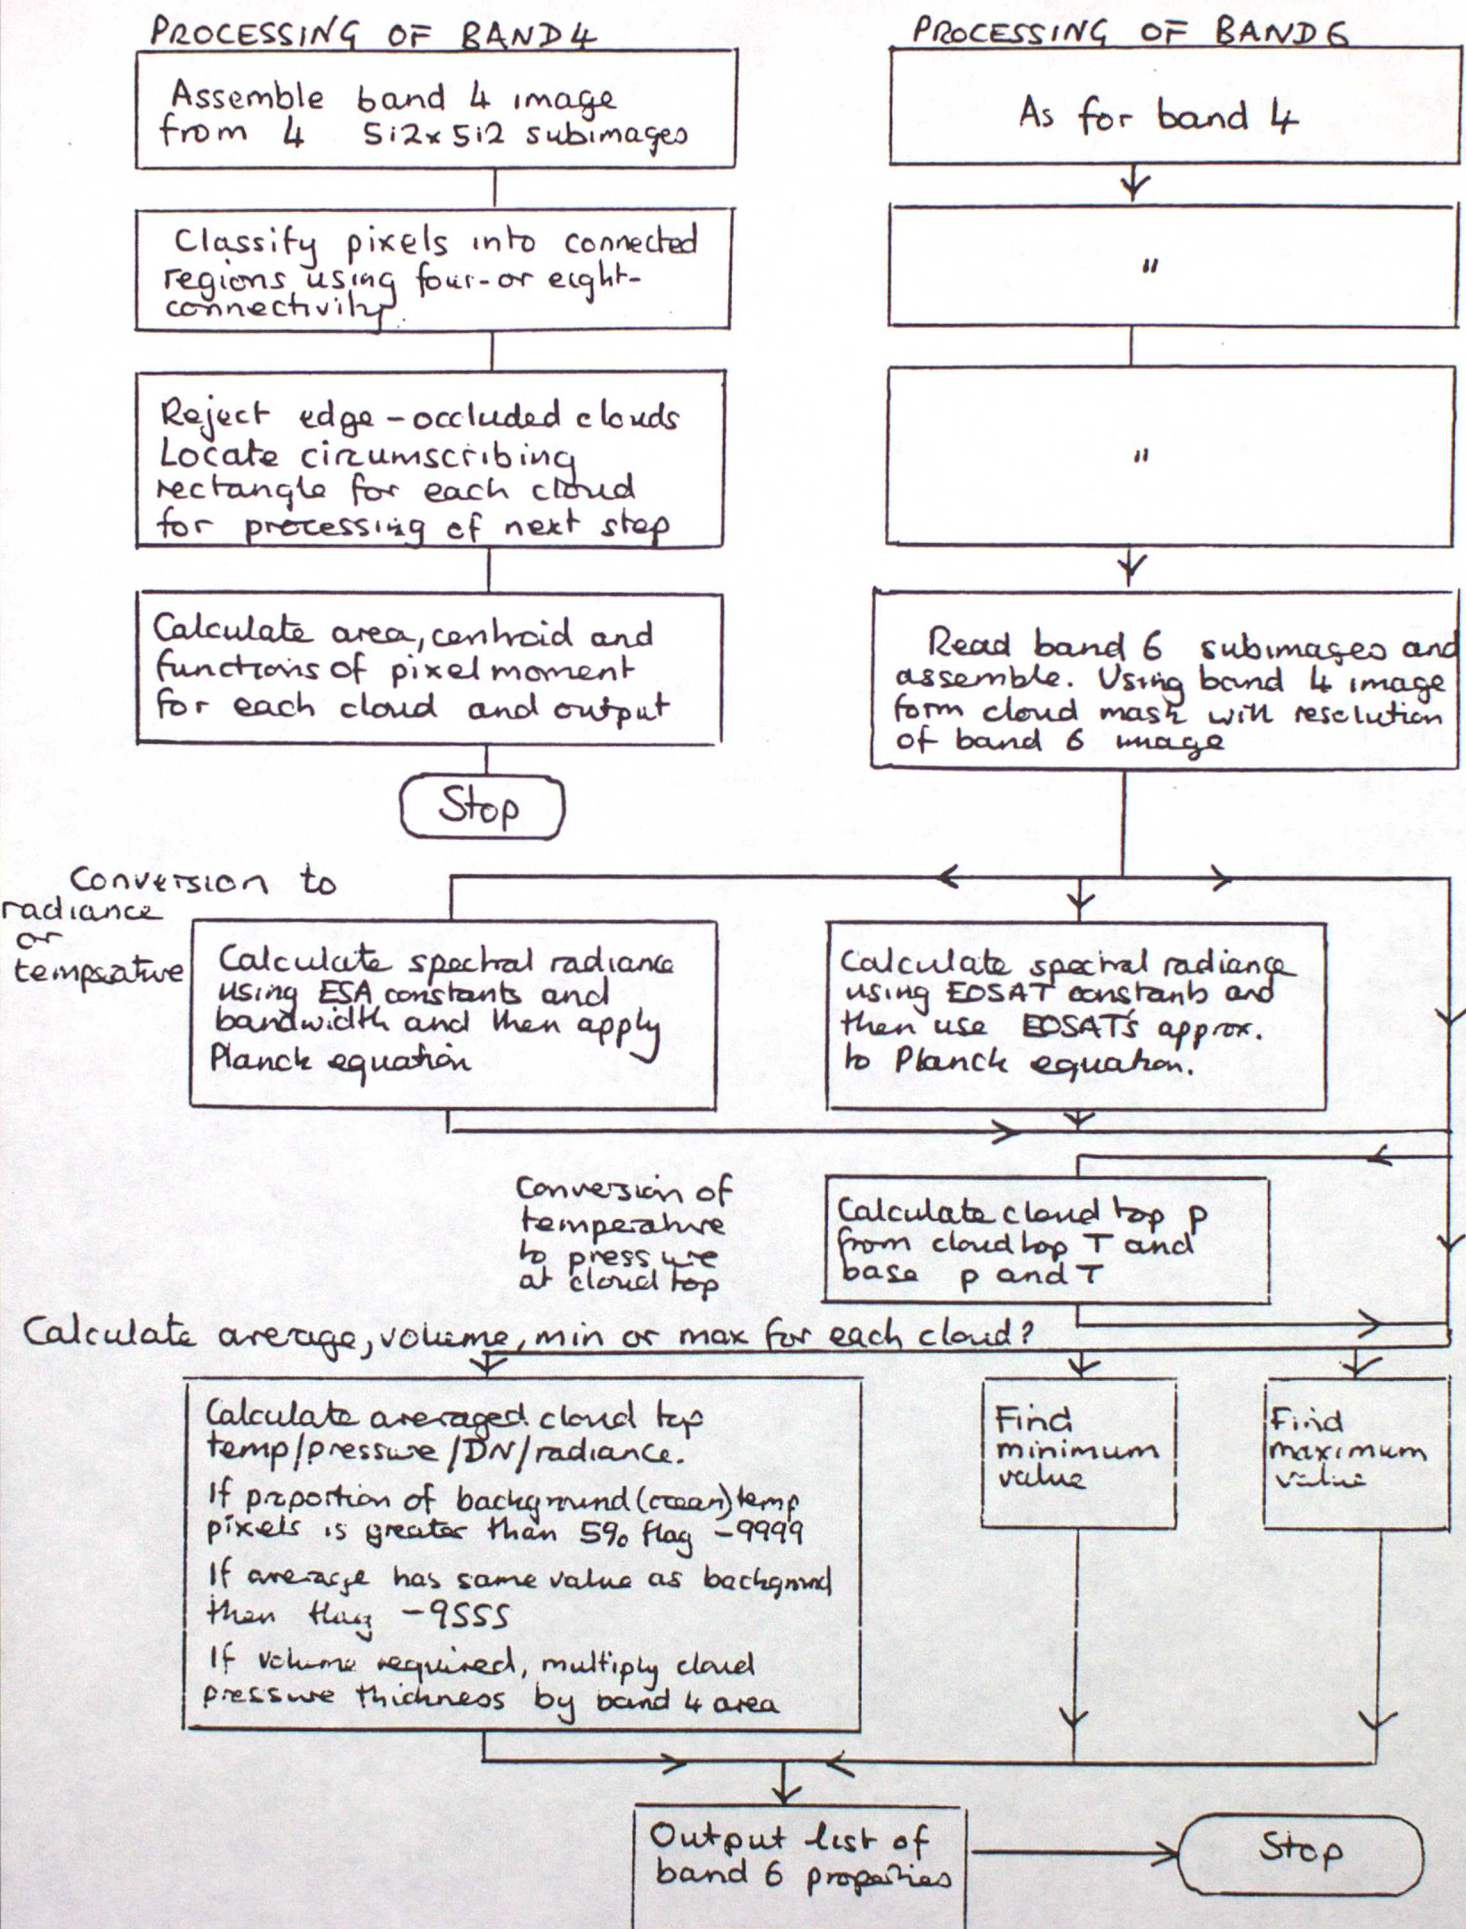 PROCESSING OF BAND 4
Assemble band 4 image
from 4 512x512 subimages
Classify pixels into connected
regions using four- or eight-
connectivity.
Reject edge-occluded clouds
Locate circumscribing
rectangle for each cloud
for processing of next step
Calculate area, centroid and
functions of pixel moment
for each cloud and output
Stop
PROCESSING OF BAND 6
As for band 4
"
"
Read band 6 subimages and
assemble. Using band 4 image
form cloud mask with resolution
of band 6 image
Conversion to
radiance
or
temperature
Calculate spectral radiance
using ESA constants and
bandwidth and then apply
Planck equation
Calculate spectral radiance
using EOSAT constants and
then use EOSAT's approx.
to Planck equation.
Conversion of
temperature
to pressure
at cloud top
Calculate cloud top p
from cloud top T and
base p and T
Calculate average, volume, min or max for each cloud?
Calculate averaged cloud top
temp/pressure/DN/radiance.
If proportion of background (ocean) temp
pixels is greater than 5% flag -9999
If average has same value as background
then flag -9555
If volume required, multiply cloud
pressure thickness by band 4 area
Find
minimum
value
Find
maximum
value
Output list of
band 6 properties
Stop